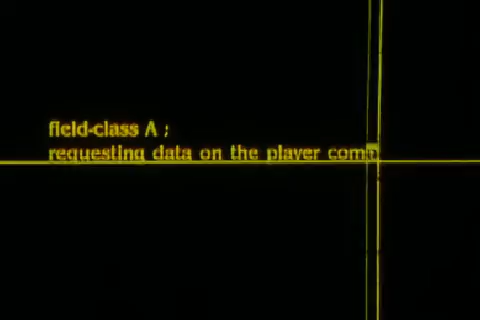 field-class A ;
requesting data on the player com